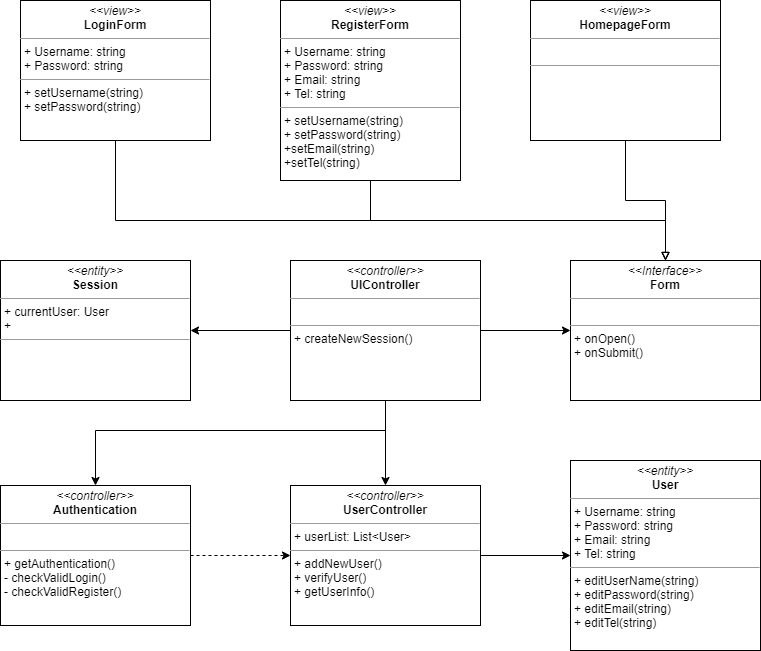 <<view>>
LoginForm
+ Username: string
+ Password: string
+ setUsername(string)
+ setPassword(string)
<<view>>
RegisterForm
+ Username: string
+ Password: string
+ Email: string
+ Tel: string
+ setUsername(string)
+ setPassword(string)
+setEmail(string)
+setTel(string)
<<view>>
HomepageForm
<<entity>>
Session
+ currentUser: User
+
<<controller>>
UIController
+ createNewSession()
<<Interface>>
Form
+ onOpen()
+ onSubmit()
<<controller>>
Authentication
+ getAuthentication()
- checkValidLogin()
- checkValidRegister()
<<controller>>
UserController
+ userList: List<User>
+ addNewUser()
+ verifyUser()
+ getUserInfo()
<<entity>>
User
+ Username: string
+ Password: string
+ Email: string
+ Tel: string
+ editUserName(string)
+ editPassword(string)
+ editEmail(string)
+ editTel(string)